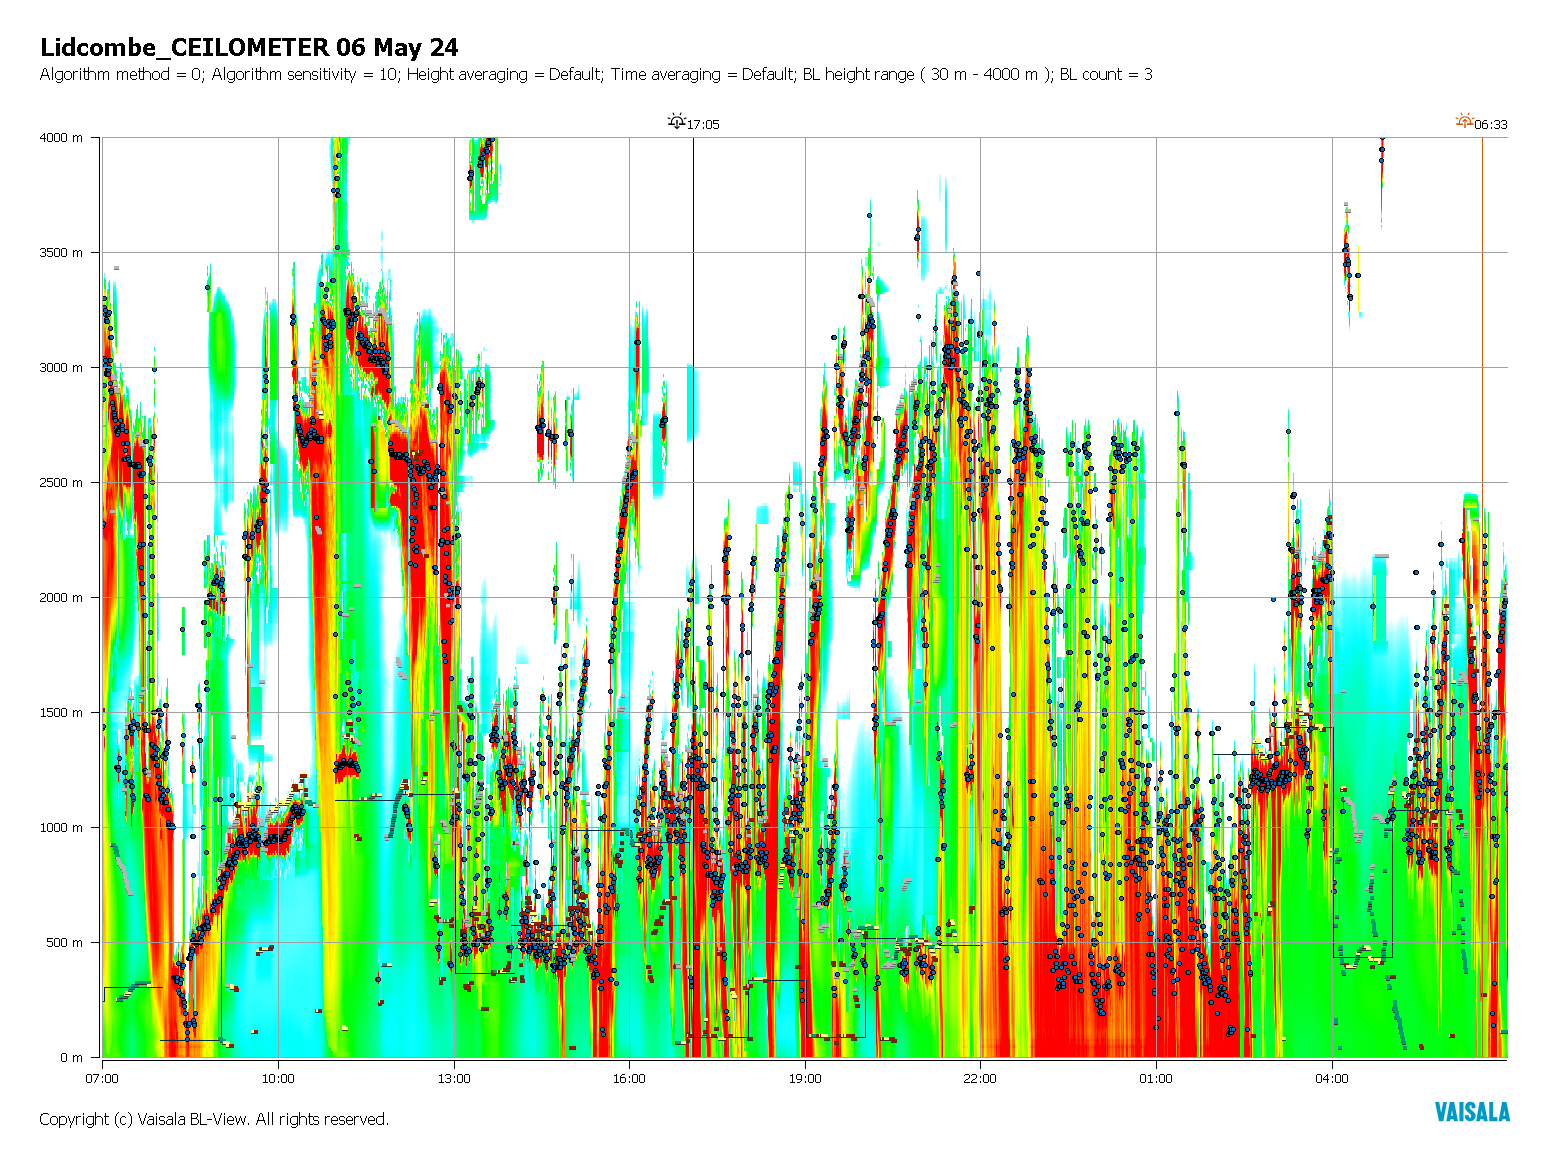 Lidcombe_CEILOMETER 06 May 24
Algorithm method = 0; Algorithm sensitivity = 10; Height averaging = Default; Time averaging = Default; BL height range ( 30 m - 4000 m ); BL count = 3
17:05
06:33
4000 m
3500 m
3000 m
2500 m
2000 m
1500 m
1000 m
500 m
0 m
07:00 10:00 13:00 16:00 19:00 22:00 01:00 04:00
Copyright (c) Vaisala BL-View. All rights reserved.
VAISALA